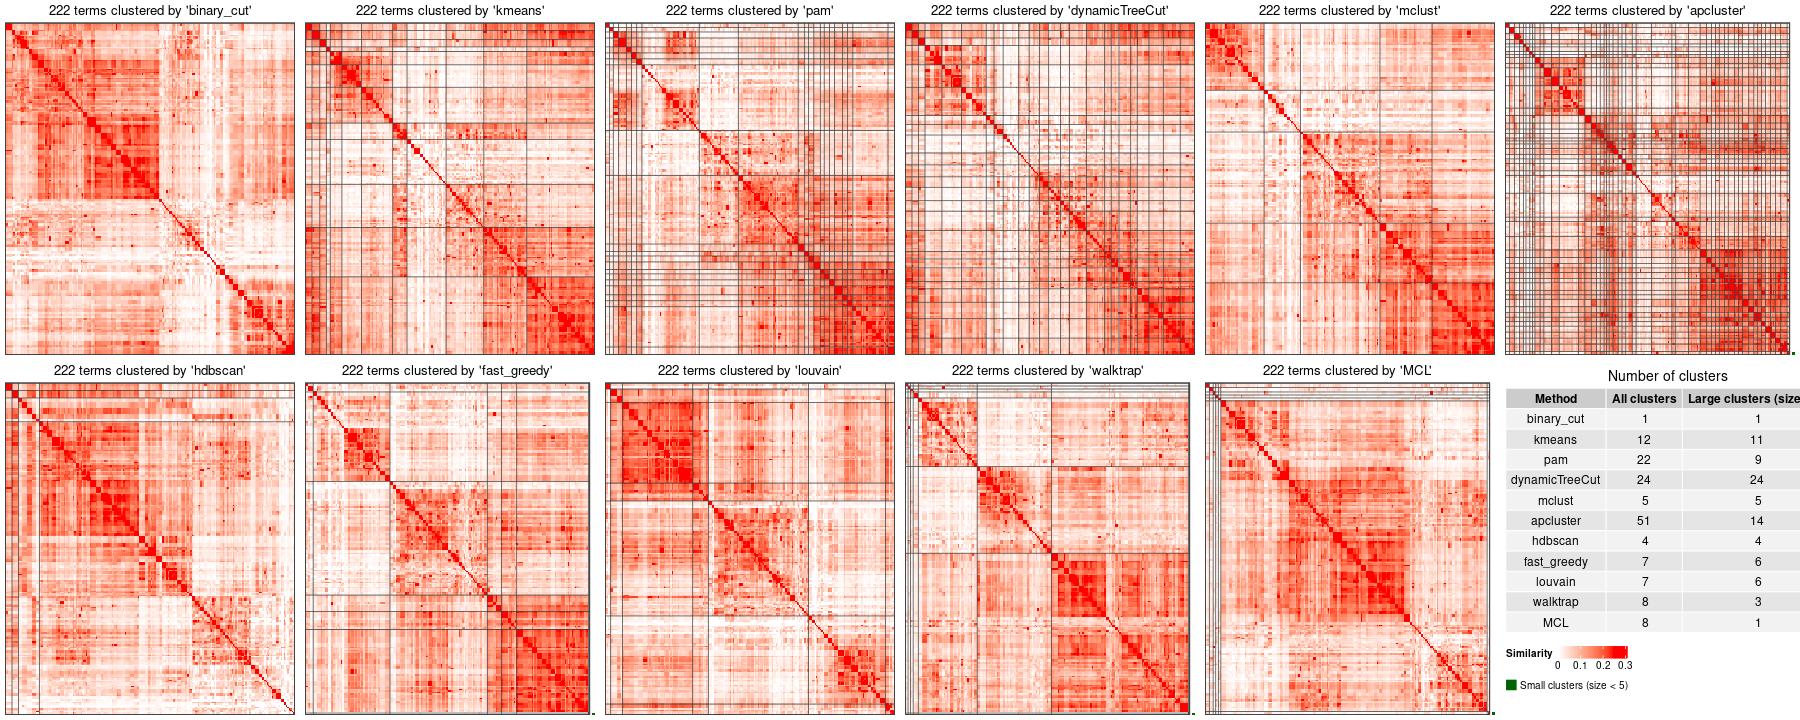 222 terms clustered by 'binary_cut'
222 terms clustered by 'kmeans'
222 terms clustered by 'pam'
222 terms clustered by 'dynamicTreeCut'
222 terms clustered by 'mclust'
222 terms clustered by 'apcluster'
222 terms clustered by 'hdbscan'
222 terms clustered by 'fast_greedy'
222 terms clustered by 'louvain'
222 terms clustered by 'walktrap'
222 terms clustered by 'MCL'
Number of clusters
Method All clusters Large clusters (size
binary_cut 1 1
kmeans 12 11
pam 22 9
dynamicTreeCut 24 24
mclust 5 5
apcluster 51 14
hdbscan 4 4
fast_greedy 7 6
louvain 7 6
walktrap 8 3
MCL 8 1
Similarity
0 0.1 0.2 0.3
Small clusters (size < 5)